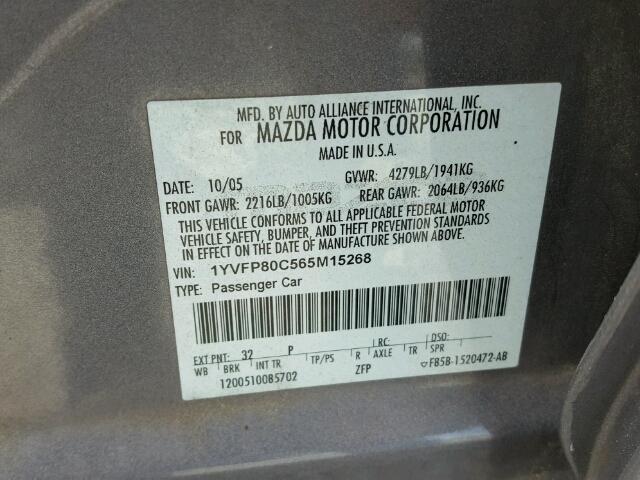 MFD. BY AUTO ALLIANCE INTERNATIONAL, INC.
FOR MAZDA MOTOR CORPORATION
MADE IN U.S.A.
DATE: 10/05 GVWR: 4279LB/1941KG
FRONT GAWR: 2216LB/1005KG REAR GAWR: 2064LB/936KG
THIS VEHICLE CONFORMS TO ALL APPLICABLE FEDERAL MOTOR
VEHICLE SAFETY, BUMPER, AND THEFT PREVENTION STANDARDS
IN EFFECT ON THE DATE OF MANUFACTURE SHOWN ABOVE.
VIN: 1YVFP80C565M15268
TYPE: Passenger Car
EXT PNT: 32 P RC: DSO:
WB BRK INT TR TP/PS R AXLE TR SPR
ZFP
1200510085702 FB5B-1520472-AB